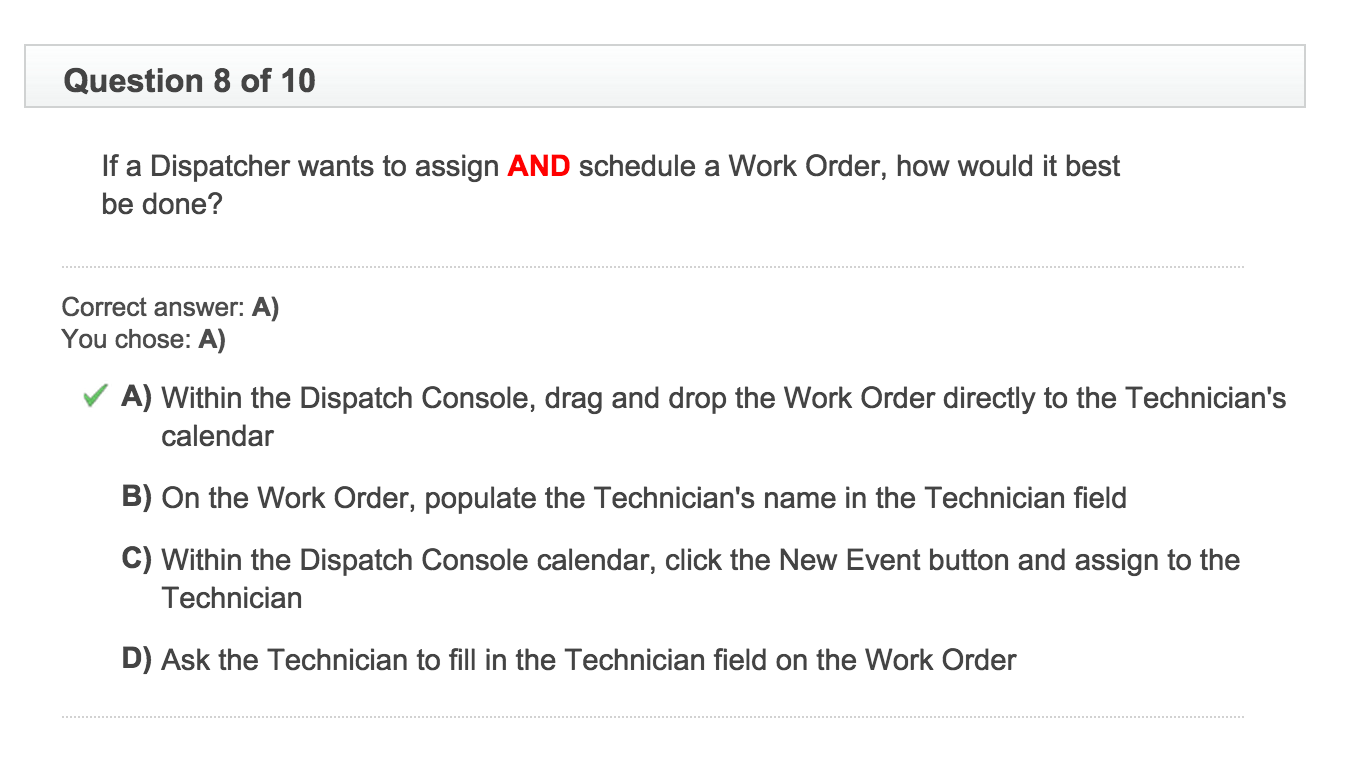 Question 8 of 10
If a Dispatcher wants to assign AND schedule a Work Order, how would it best
be done?
Correct answer: A)
You chose: A)
A) Within the Dispatch Console, drag and drop the Work Order directly to the Technician's
calendar
B) On the Work Order, populate the Technician's name in the Technician field
C) Within the Dispatch Console calendar, click the New Event button and assign to the
Technician
D) Ask the Technician to fill in the Technician field on the Work Order